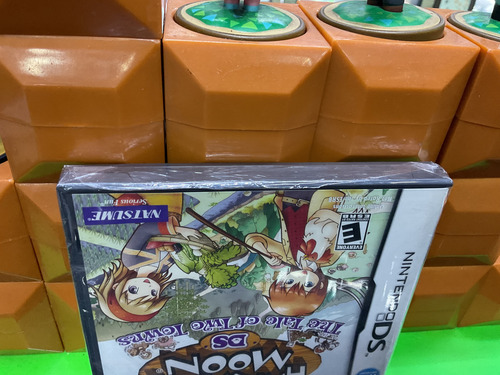 NINTENDO DS
EVERYONE
E
ESRB
NATSUME
Serious Fun
The Tale of Two Towns
DS
MOON